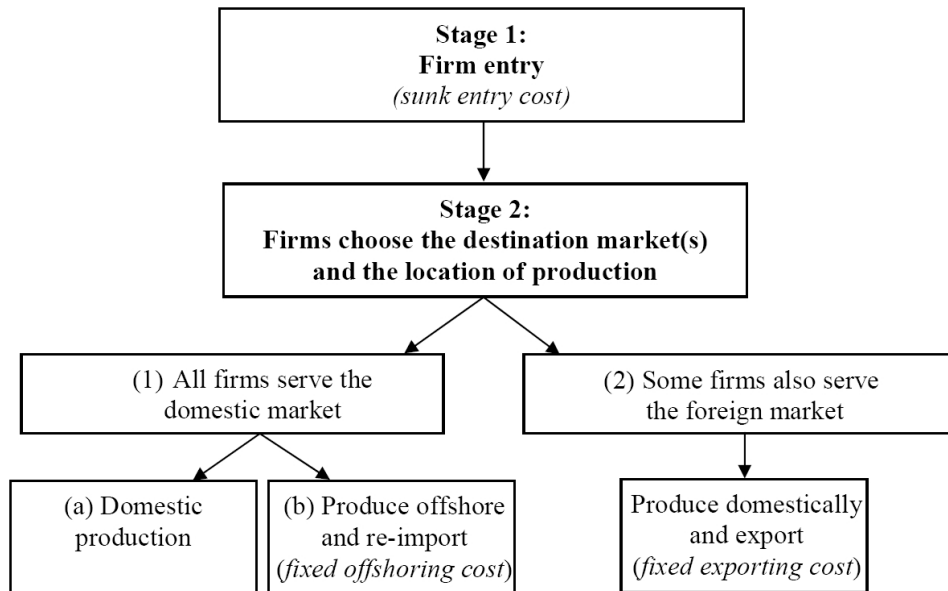 Stage 1:
Firm entry
(sunk entry cost)
Stage 2:
Firms choose the destination market(s)
and the location of production
(1) All firms serve the
domestic market
(2) Some firms also serve
the foreign market
(a) Domestic
production
(b) Produce offshore
and re-import
(fixed offshoring cost)
Produce domestically
and export
(fixed exporting cost)